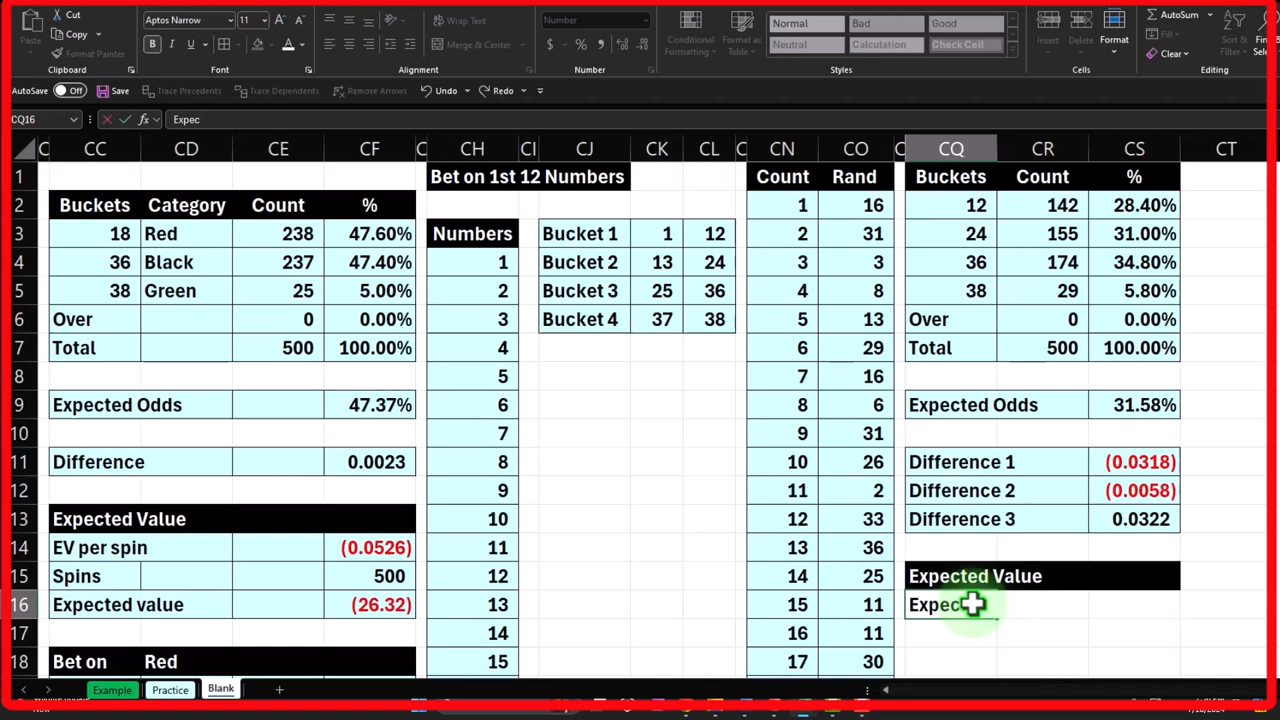 Cut
Copy
Format Painter
Paste
Clipboard
Aptos Narrow 11
B I U
Font
Wrap Text
Merge & Center
Alignment
Number
$ % 9
Number
Conditional Formatting
Format as Table
Normal Bad Good
Neutral Calculation Check Cell
Styles
Insert Delete Format
Cells
AutoSum
Fill
Clear
Editing
AutoSave Off Save Trace Precedents Trace Dependents Remove Arrows Undo Redo
CQ16 fx Expec
CC CD CE CF CH CI CJ CK CL CN CO CQ CR CS CT
1 Bet on 1st 12 Numbers Count Rand Buckets Count %
2 Buckets Category Count % 1 16 12 142 28.40%
3 18 Red 238 47.60% Numbers Bucket 1 1 12 2 31 24 155 31.00%
4 36 Black 237 47.40% 1 Bucket 2 13 24 3 3 36 174 34.80%
5 38 Green 25 5.00% 2 Bucket 3 25 36 4 8 38 29 5.80%
6 Over 0 0.00% 3 Bucket 4 37 38 5 13 Over 0 0.00%
7 Total 500 100.00% 4 6 29 Total 500 100.00%
8 5 7 16
9 Expected Odds 47.37% 6 8 6 Expected Odds 31.58%
10 7 9 31
11 Difference 0.0023 8 10 26 Difference 1 (0.0318)
12 9 11 2 Difference 2 (0.0058)
13 Expected Value 10 12 33 Difference 3 0.0322
14 EV per spin (0.0526) 11 13 36
15 Spins 500 12 14 25 Expected Value
16 Expected value (26.32) 13 15 11 Expec
17 14 16 11
18 Bet on Red 15 17 30
Example Practice Blank